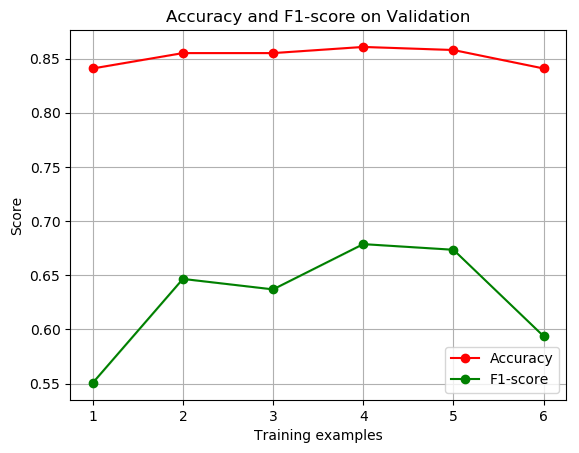 Accuracy and F1-score on Validation
0.85
0.80
0.75
0.70
0.65
0.60
0.55
Score
Accuracy
F1-score
1 2 3 4 5 6
Training examples